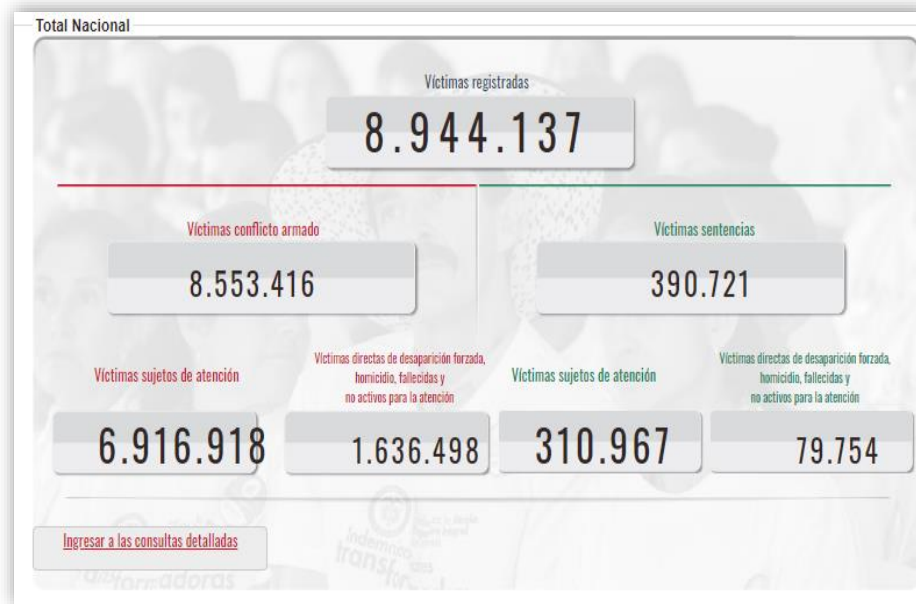 Total Nacional
Víctimas registradas
8.944.137
Víctimas conflicto armado
8.553.416
Víctimas sentencias
390.721
Víctimas sujetos de atención
6.916.918
Víctimas directas de desaparición forzada,
homicidio, fallecidas y
no activos para la atención
1.636.498
Víctimas sujetos de atención
310.967
Víctimas directas de desaparición forzada,
homicidio, fallecidas y
no activos para la atención
79.754
Ingresar a las consultas detalladas